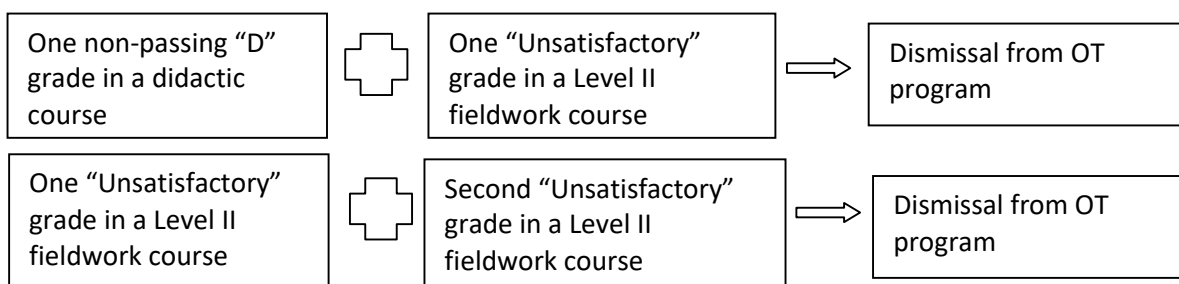 One non-passing “D”
grade in a didactic
course
One “Unsatisfactory”
grade in a Level II
fieldwork course
Dismissal from OT
program
One “Unsatisfactory”
grade in a Level II
fieldwork course
Second “Unsatisfactory”
grade in a Level II
fieldwork course
Dismissal from OT
program